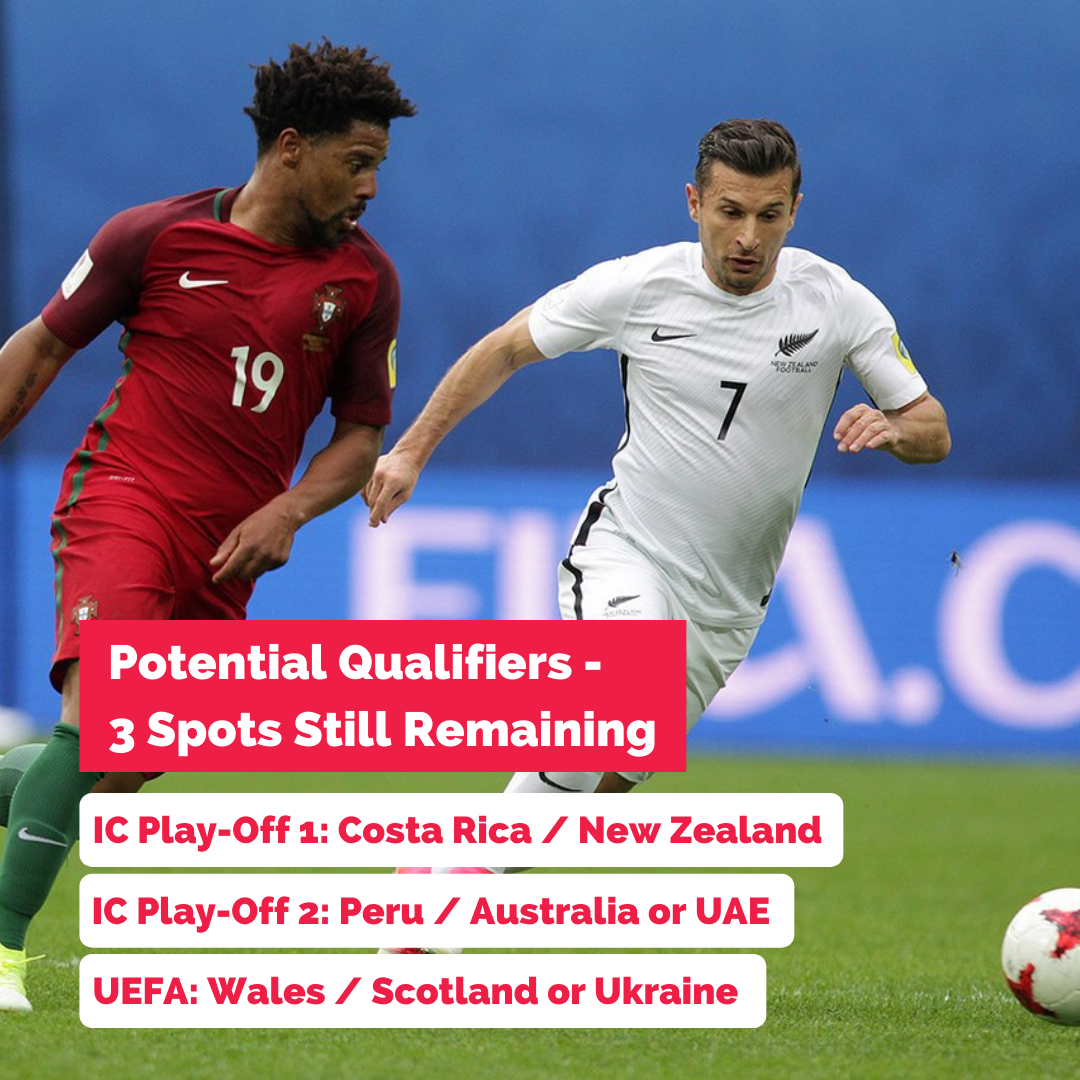 19
NEW ZEALAND
FOOTBALL
7
FIFA.C
Potential Qualifiers -
3 Spots Still Remaining
IC Play-Off 1: Costa Rica / New Zealand
IC Play-Off 2: Peru / Australia or UAE
UEFA: Wales / Scotland or Ukraine